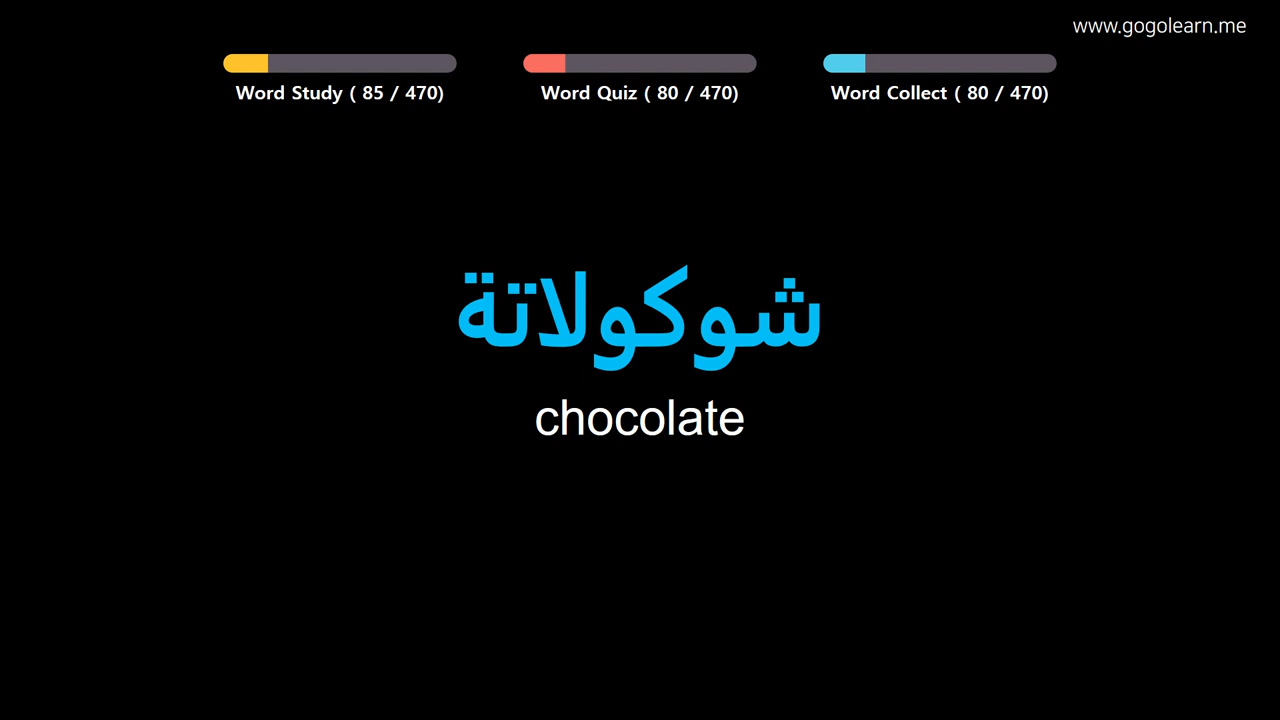 www.gogolearn.me
Word Study ( 85 / 470)
Word Quiz ( 80 / 470)
Word Collect ( 80 / 470)
شوكولاتة
chocolate